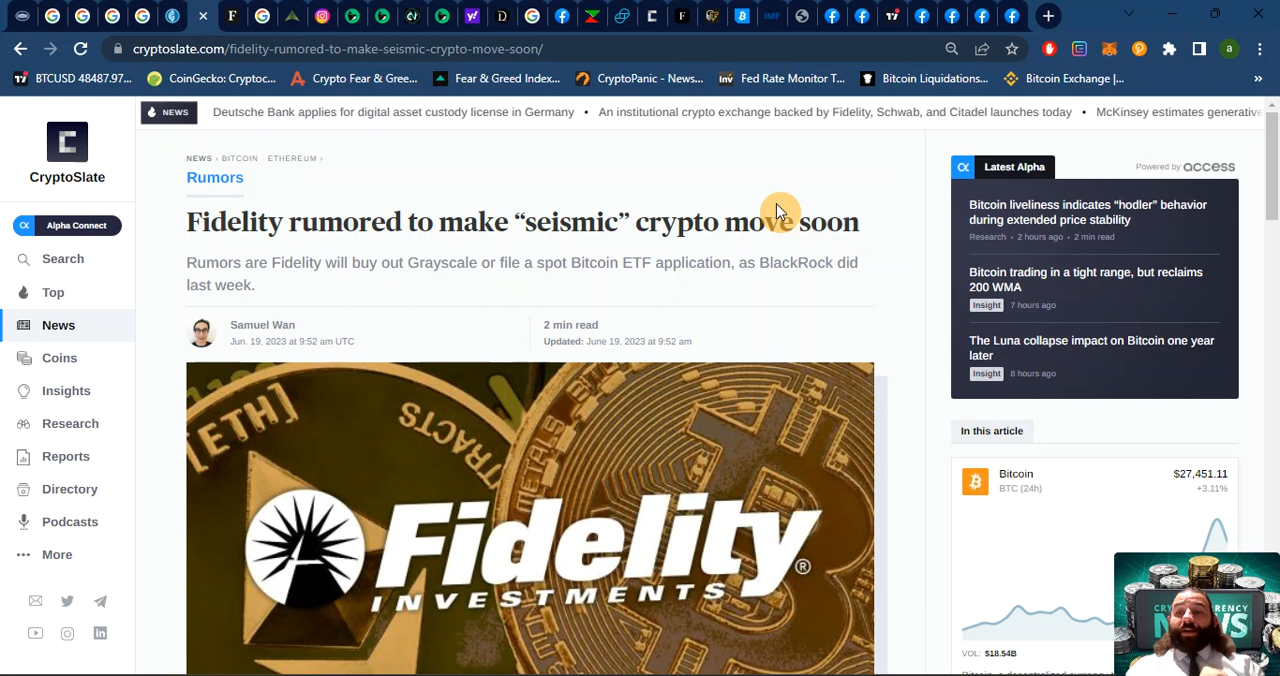 cryptoslate.com/fidelity-rumored-to-make-seismic-crypto-move-soon/
BTCUSD 48487.97...
CoinGecko: Cryptoc...
Crypto Fear & Gree...
Fear & Greed Index...
CryptoPanic - News...
Fed Rate Monitor T...
Bitcoin Liquidations...
Bitcoin Exchange |...
»
CryptoSlate
Alpha Connect
Search
Top
News
Coins
Insights
Research
Reports
Directory
Podcasts
More
NEWS
Deutsche Bank applies for digital asset custody license in Germany • An institutional crypto exchange backed by Fidelity, Schwab, and Citadel launches today • McKinsey estimates generative
NEWS › BITCOIN · ETHEREUM ›
Rumors
Fidelity rumored to make “seismic” crypto move soon
Rumors are Fidelity will buy out Grayscale or file a spot Bitcoin ETF application, as BlackRock did
last week.
Samuel Wan
Jun. 19, 2023 at 9:52 am UTC
2 min read
Updated: June 19, 2023 at 9:52 am
[ETH]
TRACTS
METALS
Fidelity®
INVESTMENTS
Latest Alpha
Powered by access
Bitcoin liveliness indicates “hodler” behavior
during extended price stability
Research • 2 hours ago • 2 min read
Bitcoin trading in a tight range, but reclaims
200 WMA
Insight 7 hours ago
The Luna collapse impact on Bitcoin one year
later
Insight 8 hours ago
In this article
Bitcoin $27,451.11
BTC (24h) +3.11%
VOL: $18.54B